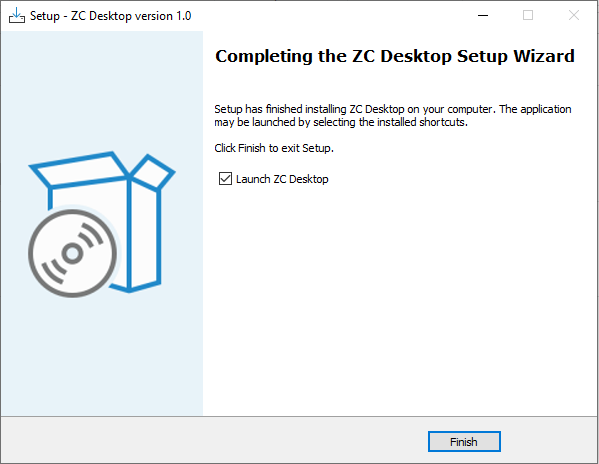 Setup - ZC Desktop version 1.0
Completing the ZC Desktop Setup Wizard
Setup has finished installing ZC Desktop on your computer. The application
may be launched by selecting the installed shortcuts.
Click Finish to exit Setup.
Launch ZC Desktop
Finish